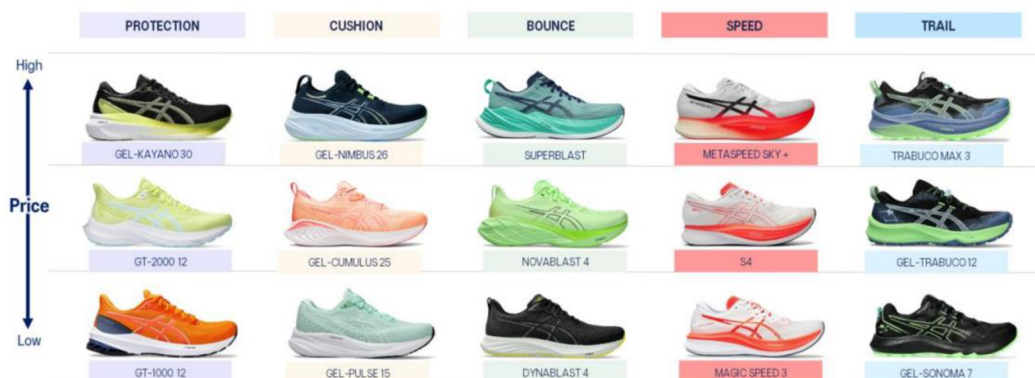 PROTECTION CUSHION BOUNCE SPEED TRAIL
High
GEL-KAYANO 30 GEL-NIMBUS 26 SUPERBLAST METASPEED SKY + TRABUCO MAX 3
Price
GT-2000 12 GEL-CUMULUS 25 NOVABLAST 4 S4 GEL-TRABUCO 12
Low
GT-1000 12 GEL-PULSE 15 DYNABLAST 4 MAGIC SPEED 3 GEL-SONOMA 7